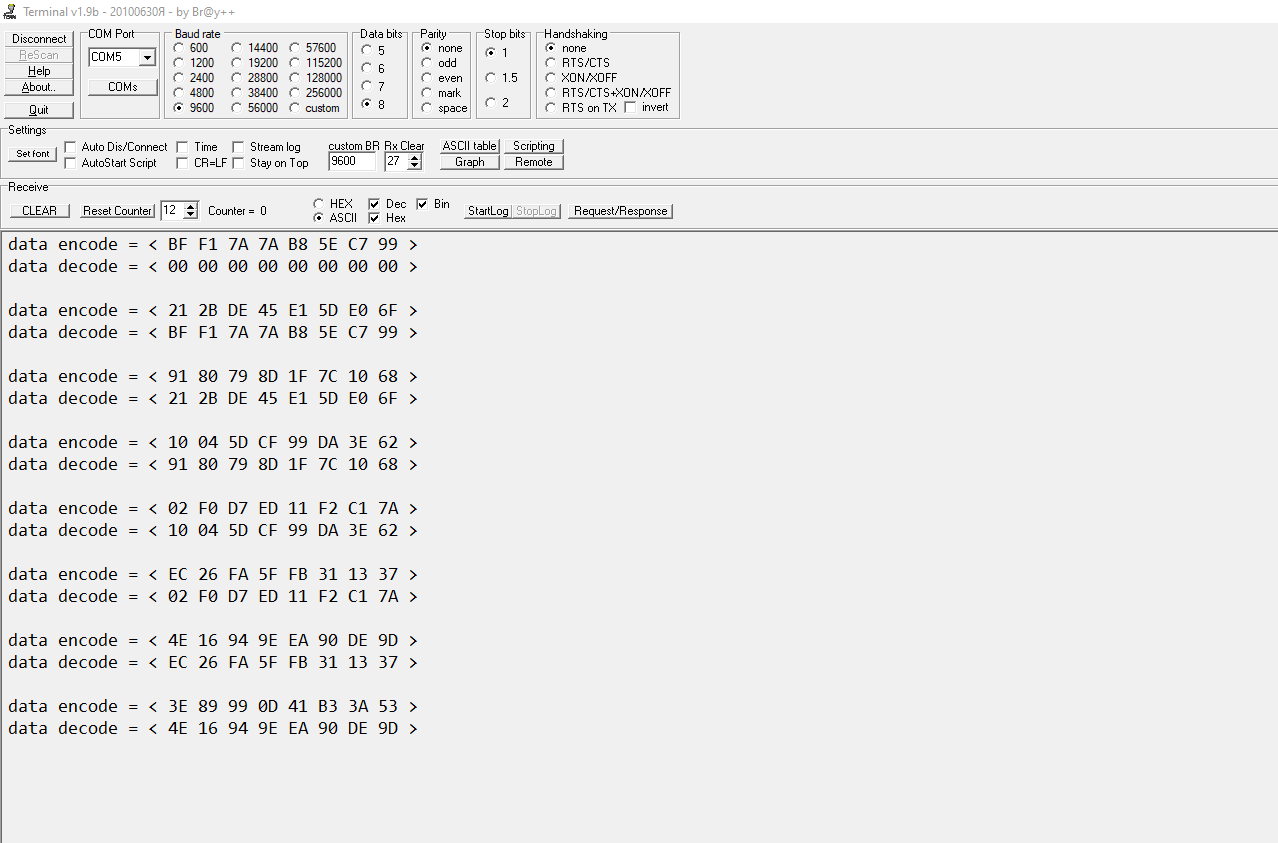 Terminal v1.9b - 20100630Я - by Br@y++
Disconnect
ReScan
Help
About..
Quit
COM Port
COM5
COMs
Baud rate
600 14400 57600
1200 19200 115200
2400 28800 128000
4800 38400 256000
9600 56000 custom
Data bits
5
6
7
8
Parity
none
odd
even
mark
space
Stop bits
1
1.5
2
Handshaking
none
RTS/CTS
XON/XOFF
RTS/CTS+XON/XOFF
RTS on TX invert
Settings
Set font
Auto Dis/Connect Time Stream log
AutoStart Script CR=LF Stay on Top
custom BR Rx Clear
9600 27
ASCII table Scripting
Graph Remote
Receive
CLEAR Reset Counter 12 Counter = 0
HEX Dec Bin
ASCII Hex
StartLog StopLog Request/Response
data encode = < BF F1 7A 7A B8 5E C7 99 >
data decode = < 00 00 00 00 00 00 00 00 >
data encode = < 21 2B DE 45 E1 5D E0 6F >
data decode = < BF F1 7A 7A B8 5E C7 99 >
data encode = < 91 80 79 8D 1F 7C 10 68 >
data decode = < 21 2B DE 45 E1 5D E0 6F >
data encode = < 10 04 5D CF 99 DA 3E 62 >
data decode = < 91 80 79 8D 1F 7C 10 68 >
data encode = < 02 F0 D7 ED 11 F2 C1 7A >
data decode = < 10 04 5D CF 99 DA 3E 62 >
data encode = < EC 26 FA 5F FB 31 13 37 >
data decode = < 02 F0 D7 ED 11 F2 C1 7A >
data encode = < 4E 16 94 9E EA 90 DE 9D >
data decode = < EC 26 FA 5F FB 31 13 37 >
data encode = < 3E 89 99 0D 41 B3 3A 53 >
data decode = < 4E 16 94 9E EA 90 DE 9D >